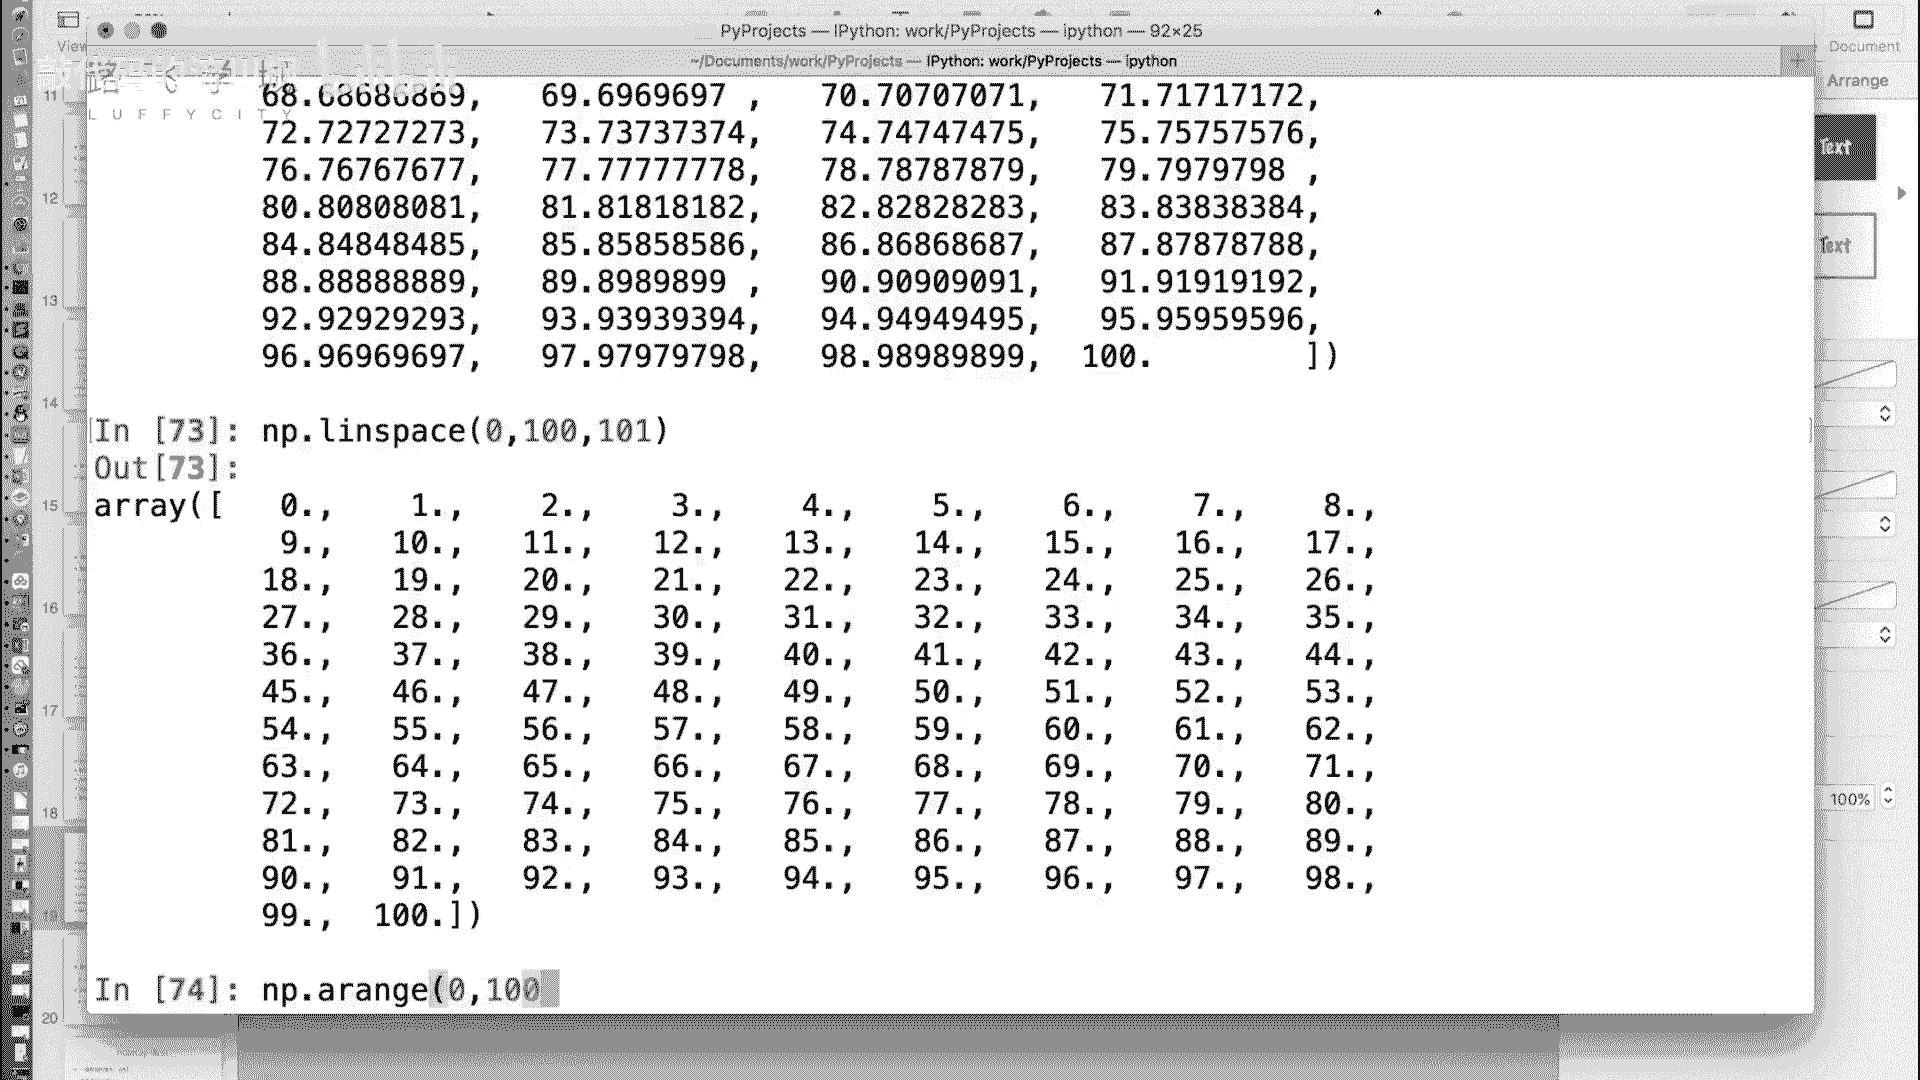 PyProjects — IPython: work/PyProjects — ipython — 92×25
~/Documents/work/PyProjects — IPython: work/PyProjects — ipython
View
Document
Arrange
LUFFYCITY
Text
Text
100%
11
12
13
14
15
16
17
18
19
20
68.68686869, 69.6969697 , 70.70707071, 71.71717172,
72.72727273, 73.73737374, 74.74747475, 75.75757576,
76.76767677, 77.77777778, 78.78787879, 79.7979798 ,
80.80808081, 81.81818182, 82.82828283, 83.83838384,
84.84848485, 85.85858586, 86.86868687, 87.87878788,
88.88888889, 89.8989899 , 90.90909091, 91.91919192,
92.92929293, 93.93939394, 94.94949495, 95.95959596,
96.96969697, 97.97979798, 98.98989899, 100. ])
In [73]: np.linspace(0,100,101)
Out[73]:
array([ 0., 1., 2., 3., 4., 5., 6., 7., 8.,
9., 10., 11., 12., 13., 14., 15., 16., 17.,
18., 19., 20., 21., 22., 23., 24., 25., 26.,
27., 28., 29., 30., 31., 32., 33., 34., 35.,
36., 37., 38., 39., 40., 41., 42., 43., 44.,
45., 46., 47., 48., 49., 50., 51., 52., 53.,
54., 55., 56., 57., 58., 59., 60., 61., 62.,
63., 64., 65., 66., 67., 68., 69., 70., 71.,
72., 73., 74., 75., 76., 77., 78., 79., 80.,
81., 82., 83., 84., 85., 86., 87., 88., 89.,
90., 91., 92., 93., 94., 95., 96., 97., 98.,
99., 100.])
In [74]: np.arange(0,100